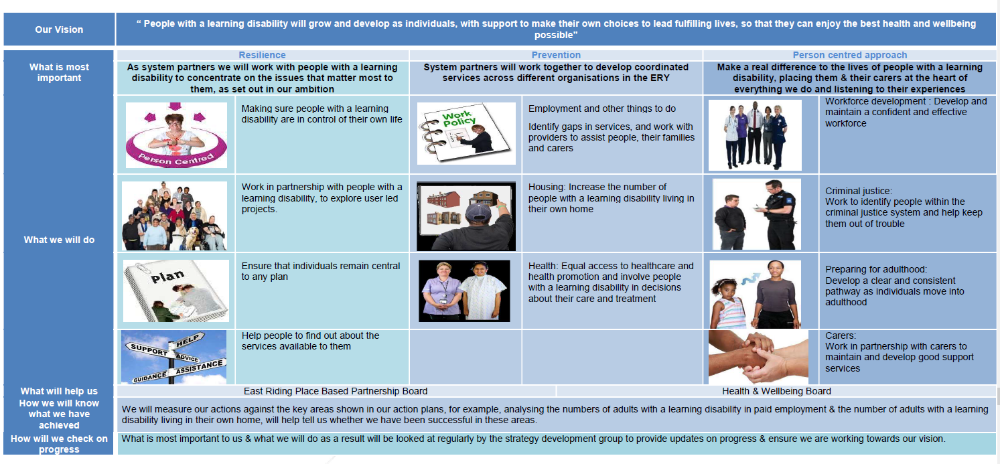 Our Vision
“ People with a learning disability will grow and develop as individuals, with support to make their own choices to lead fulfilling lives, so that they can enjoy the best health and wellbeing
possible”
What is most
important
Resilience
As system partners we will work with people with a learning
disability to concentrate on the issues that matter most to
them, as set out in our ambition
Prevention
System partners will work together to develop coordinated
services across different organisations in the ERY
Person centred approach
Make a real difference to the lives of people with a learning
disability, placing them & their carers at the heart of
everything we do and listening to their experiences
What we will do
Person Centred
Making sure people with a learning
disability are in control of their own life
Work
Policy
Employment and other things to do
Identify gaps in services, and work with
providers to assist people, their families
and carers
Workforce development : Develop and
maintain a confident and effective
workforce
Work in partnership with people with a
learning disability, to explore user led
projects.
Housing: Increase the number of
people with a learning disability living in
their own home
Criminal justice:
Work to identify people within the
criminal justice system and help keep
them out of trouble
Plan
Ensure that individuals remain central
to any plan
Health: Equal access to healthcare and
health promotion and involve people
with a learning disability in decisions
about their care and treatment
Preparing for adulthood:
Develop a clear and consistent
pathway as individuals move into
adulthood
HELP
SUPPORT
ADVICE
ASSISTANCE
GUIDANCE
Help people to find out about the
services available to them
Carers:
Work in partnership with carers to
maintain and develop good support
services
What will help us
East Riding Place Based Partnership Board
Health & Wellbeing Board
How we will know
what we have
achieved
We will measure our actions against the key areas shown in our action plans, for example, analysing the numbers of adults with a learning disability in paid employment & the number of adults with a learning
disability living in their own home, will help tell us whether we have been successful in these areas.
How will we check on
progress
What is most important to us & what we will do as a result will be looked at regularly by the strategy development group to provide updates on progress & ensure we are working towards our vision.